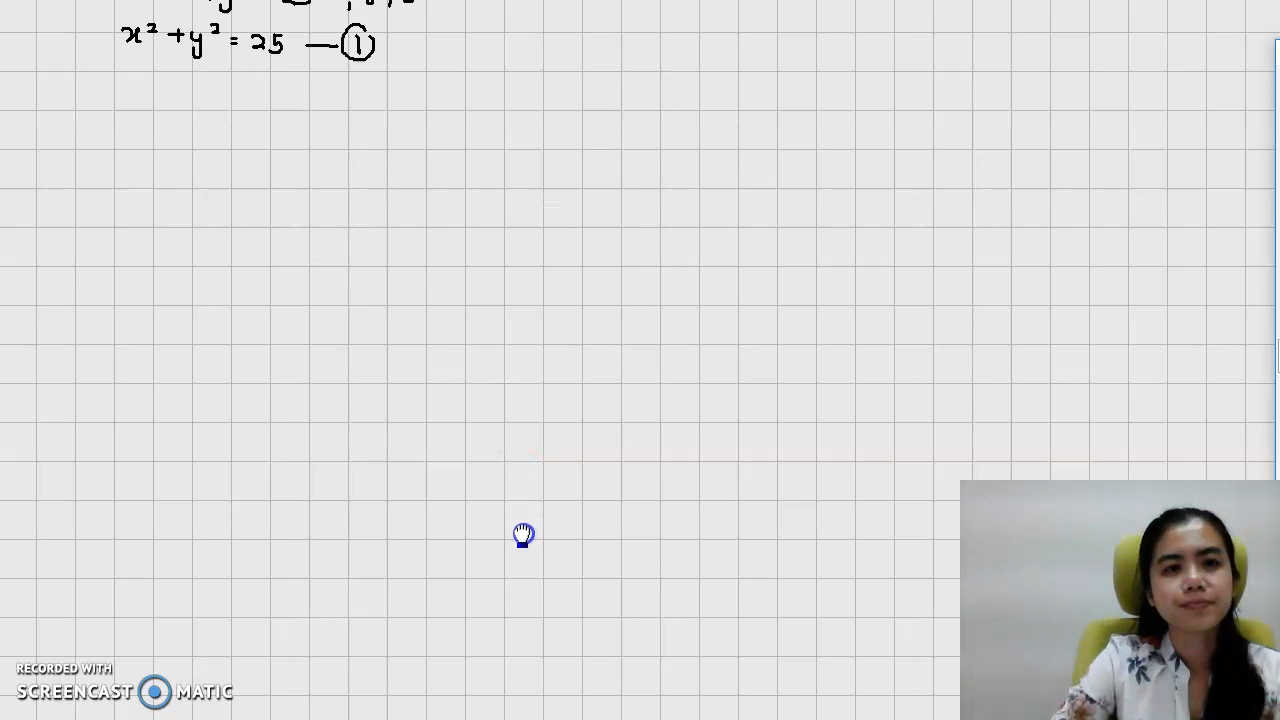 x² + y² = 25 — ①
RECORDED WITH
SCREENCAST MATIC